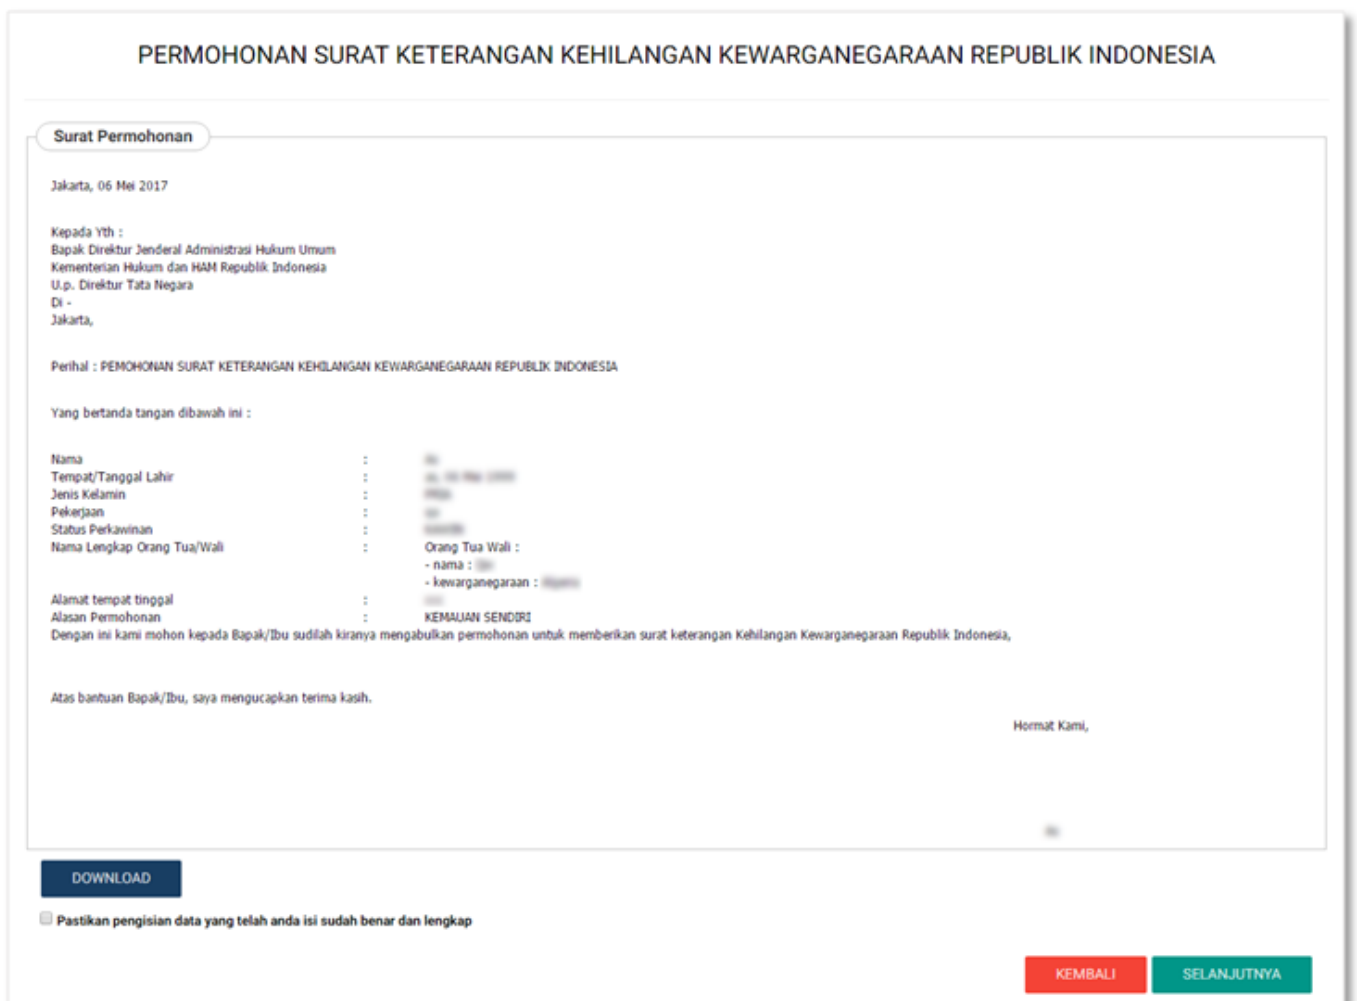 PERMOHONAN SURAT KETERANGAN KEHILANGAN KEWARGANEGARAAN REPUBLIK INDONESIA
Surat Permohonan
Jakarta, 06 Mei 2017
Kepada Yth :
Bapak Direktur Jenderal Administrasi Hukum Umum
Kementerian Hukum dan HAM Republik Indonesia
U.p. Direktur Tata Negara
Di -
Jakarta,
Perihal : PEMOHONAN SURAT KETERANGAN KEHILANGAN KEWARGANEGARAAN REPUBLIK INDONESIA
Yang bertanda tangan dibawah ini :
Nama :
Tempat/Tanggal Lahir :
Jenis Kelamin :
Pekerjaan :
Status Perkawinan :
Nama Lengkap Orang Tua/Wali : Orang Tua Wali :
- nama :
- kewarganegaraan :
Alamat tempat tinggal :
Alasan Permohonan : KEMAUAN SENDIRI
Dengan ini kami mohon kepada Bapak/Ibu sudilah kiranya mengabulkan permohonan untuk memberikan surat keterangan Kehilangan Kewarganegaraan Republik Indonesia,
Atas bantuan Bapak/Ibu, saya mengucapkan terima kasih.
Hormat Kami,
DOWNLOAD
Pastikan pengisian data yang telah anda isi sudah benar dan lengkap
KEMBALI SELANJUTNYA